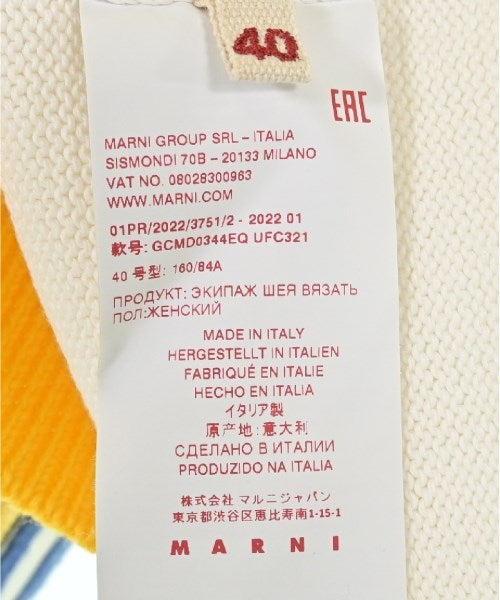 40
EAC
MARNI GROUP SRL – ITALIA
SISMONDI 70B – 20133 MILANO
VAT NO. 08028300963
WWW.MARNI.COM
01PR/2022/3751/2 - 2022 01
款号: GCMD0344EQ UFC321
40 号型: 160/84A
ПРОДУКТ: ЭКИПАЖ ШЕЯ ВЯЗАТЬ
ПОЛ:ЖЕНСКИЙ
MADE IN ITALY
HERGESTELLT IN ITALIEN
FABRIQUÉ EN ITALIE
HECHO EN ITALIA
イタリア製
原产地:意大利
СДЕЛАНО В ИТАЛИИ
PRODUZIDO NA ITALIA
株式会社 マルニジャパン
東京都渋谷区恵比寿南1-15-1
MARNI